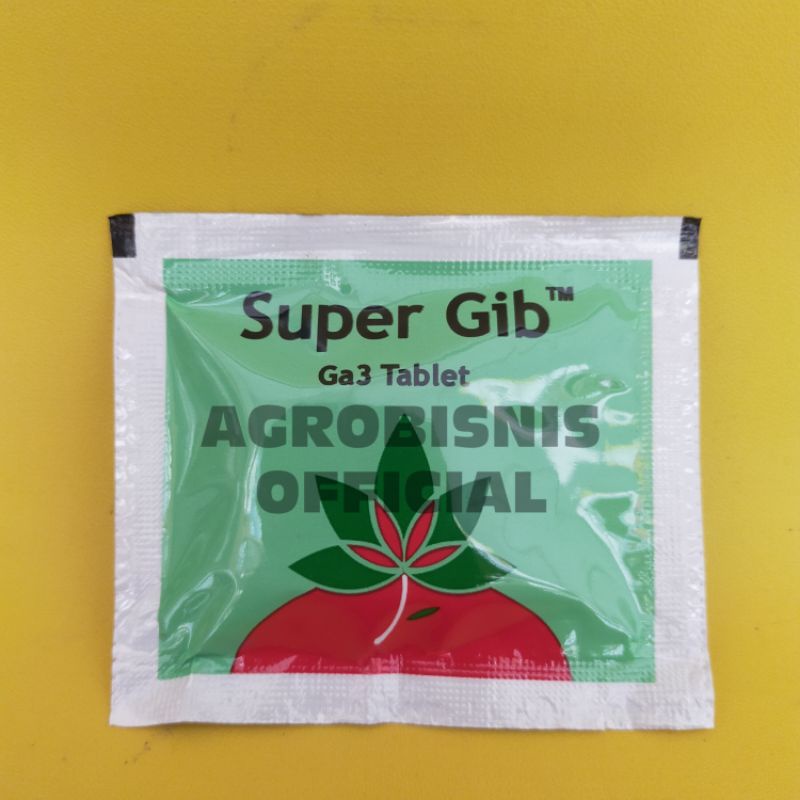 Super Gib™
Ga3 Tablet
AGROBISNIS
OFFICIAL